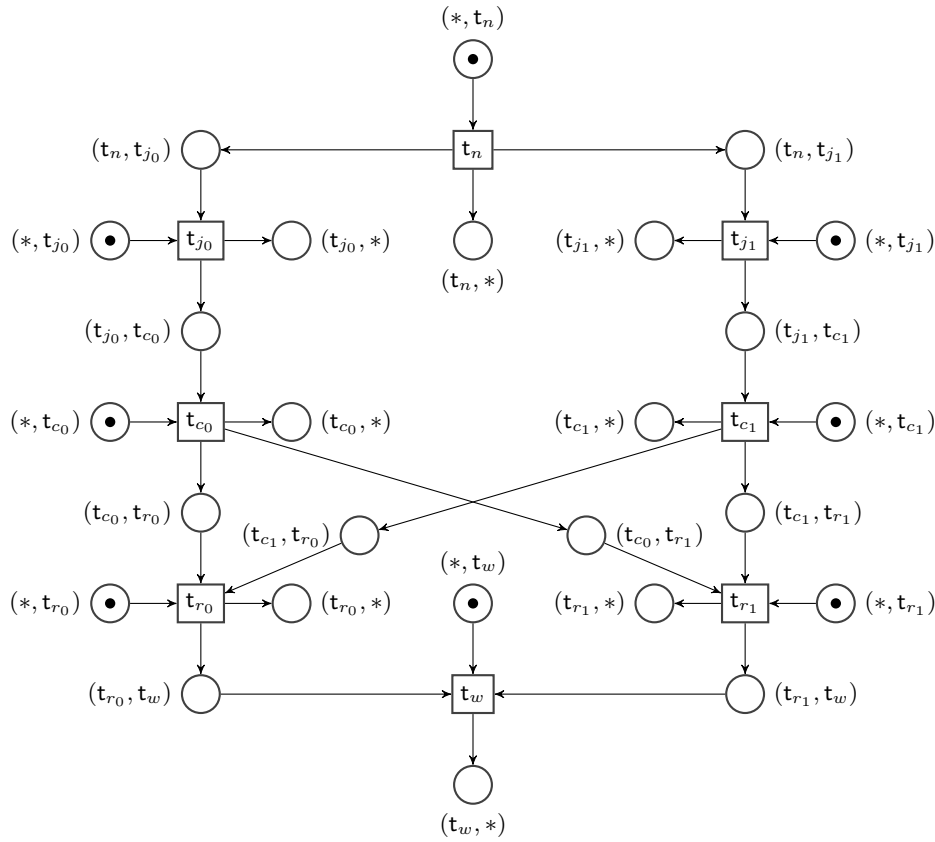 (∗, t_n)
(t_n, t_{j_0}) t_n (t_n, t_{j_1})
(∗, t_{j_0}) t_{j_0} (t_{j_0}, ∗) (t_{j_1}, ∗) t_{j_1} (∗, t_{j_1})
(t_n, ∗)
(t_{j_0}, t_{c_0}) (t_{j_1}, t_{c_1})
(∗, t_{c_0}) t_{c_0} (t_{c_0}, ∗) (t_{c_1}, ∗) t_{c_1} (∗, t_{c_1})
(t_{c_0}, t_{r_0}) (t_{c_1}, t_{r_1})
(t_{c_1}, t_{r_0}) (t_{c_0}, t_{r_1})
(∗, t_w)
(∗, t_{r_0}) t_{r_0} (t_{r_0}, ∗) (t_{r_1}, ∗) t_{r_1} (∗, t_{r_1})
(t_{r_0}, t_w) t_w (t_{r_1}, t_w)
(t_w, ∗)